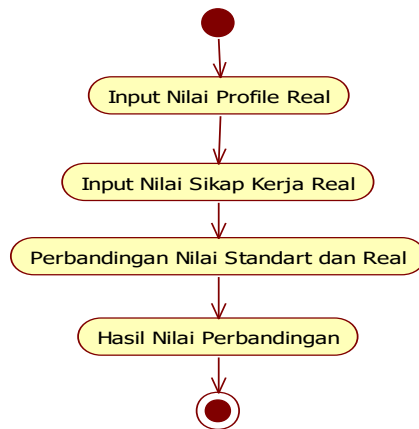 Input Nilai Profile Real
Input Nilai Sikap Kerja Real
Perbandingan Nilai Standart dan Real
Hasil Nilai Perbandingan